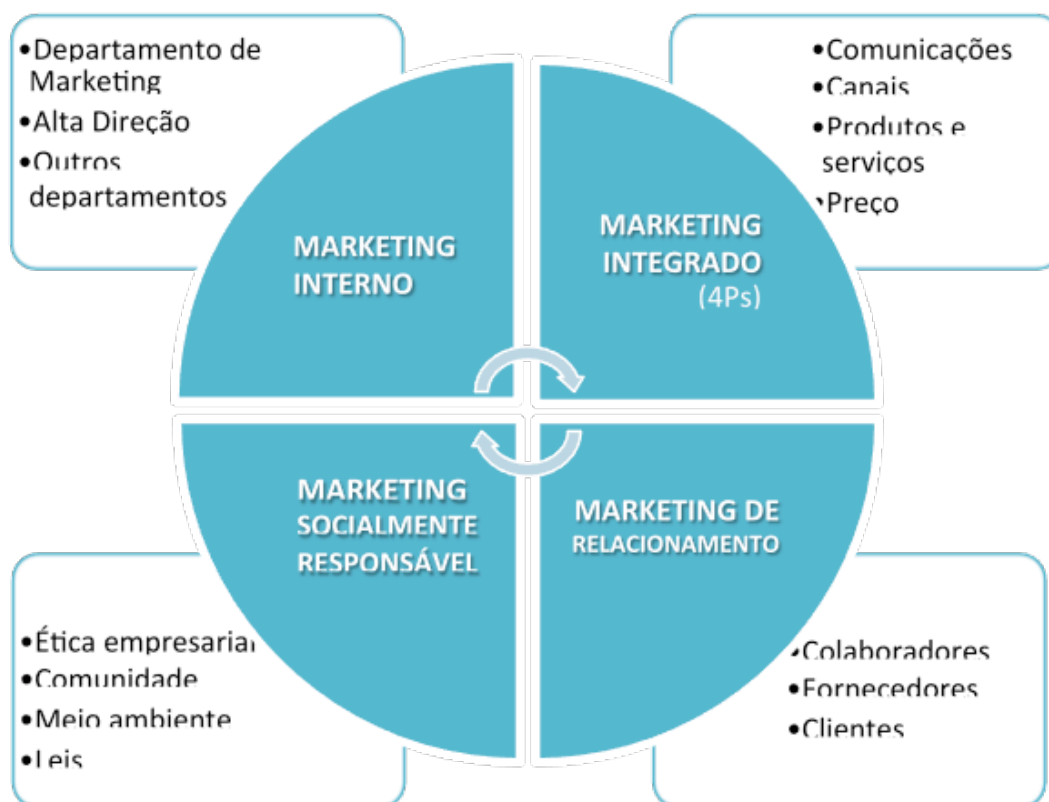 •Departamento de
Marketing
•Alta Direção
•Outros
departamentos
•Comunicações
•Canais
•Produtos e
serviços
•Preço
MARKETING
INTERNO
MARKETING
INTEGRADO
(4Ps)
MARKETING
SOCIALMENTE
RESPONSÁVEL
MARKETING DE
RELACIONAMENTO
•Ética empresarial
•Comunidade
•Meio ambiente
•Leis
•Colaboradores
•Fornecedores
•Clientes